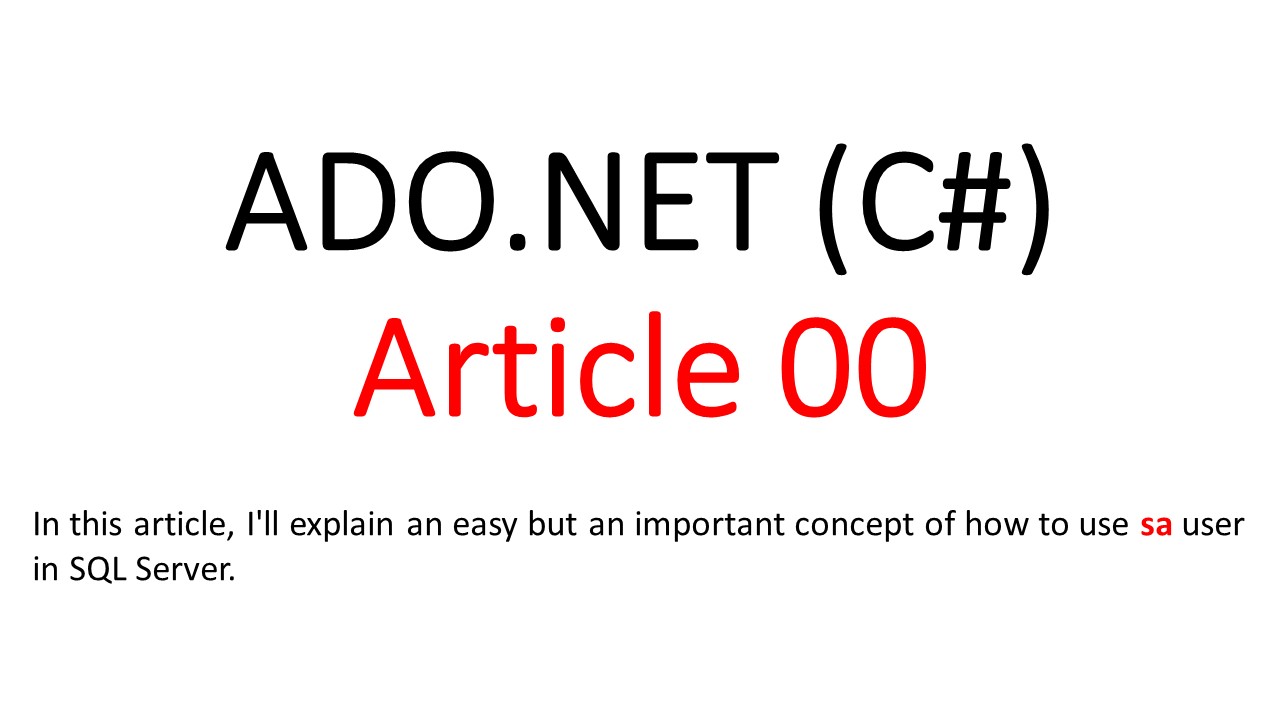 ADO.NET (C#)
Article 00
In this article, I'll explain an easy but an important concept of how to use sa user
in SQL Server.